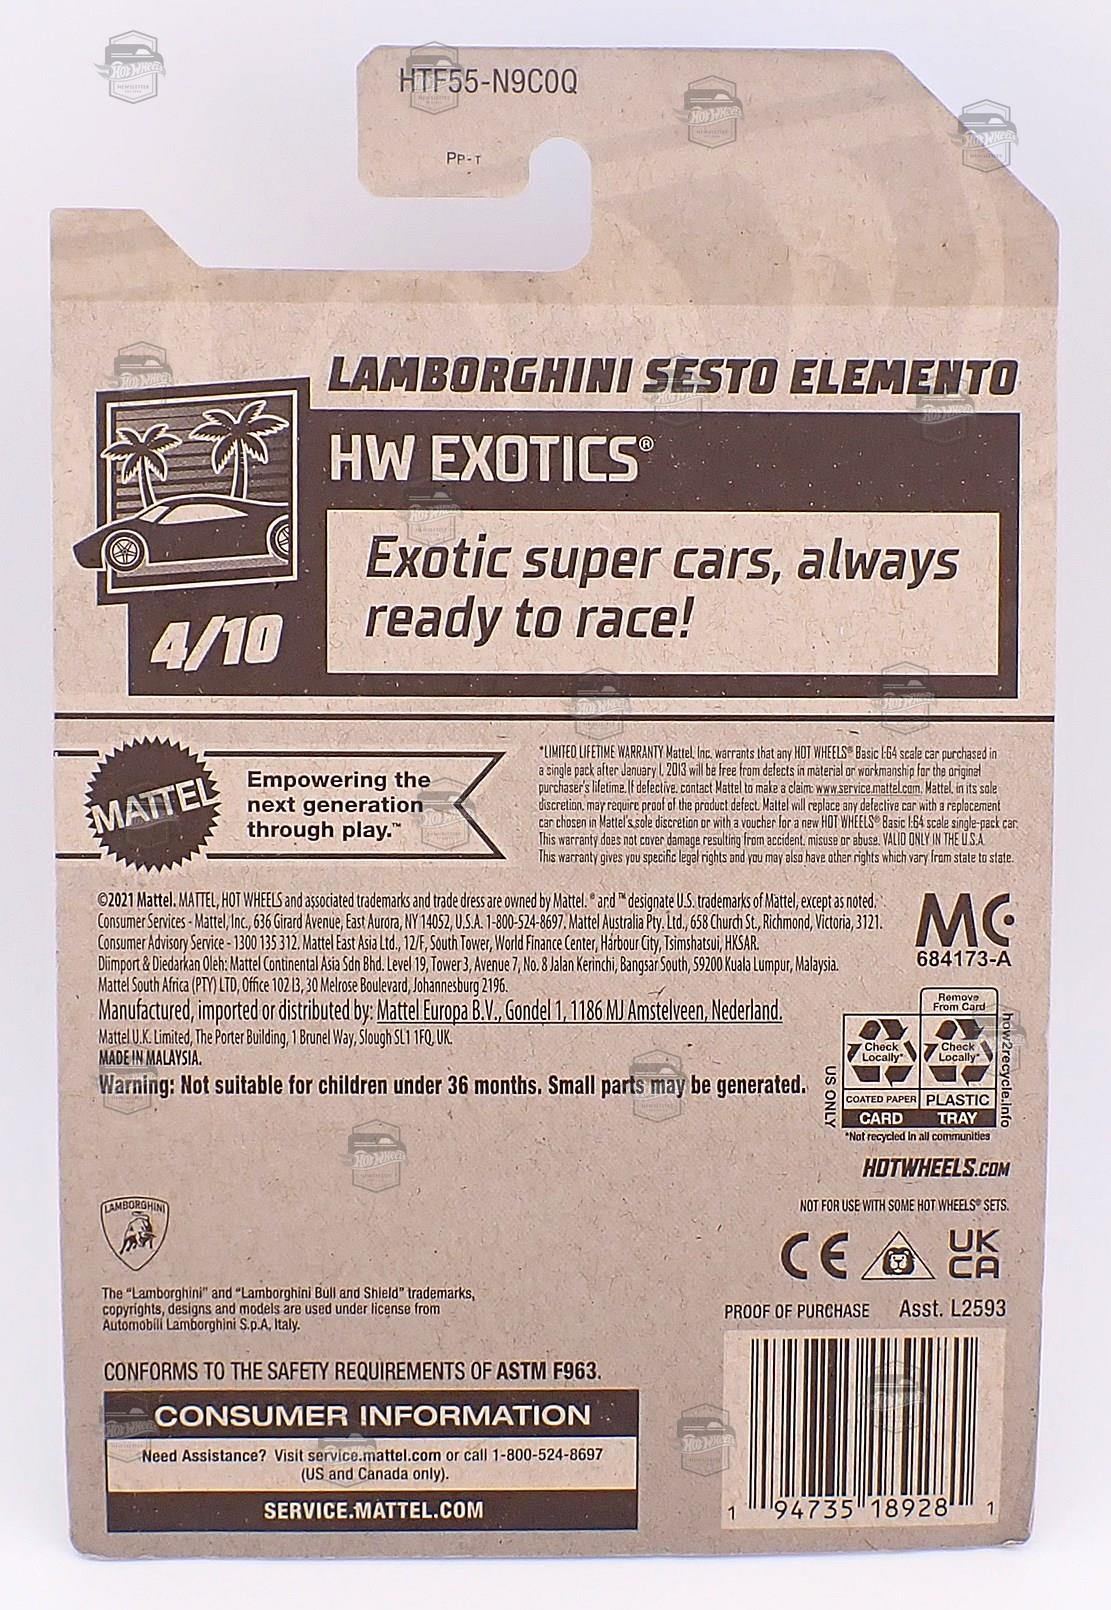 HTF55-N9C0Q
PP-T
LAMBORGHINI SESTO ELEMENTO
HW EXOTICS®
Exotic super cars, always
ready to race!
4/10
MATTEL
Empowering the
next generation
through play.™
*LIMITED LIFETIME WARRANTY Mattel, Inc. warrants that any HOT WHEELS® Basic 1:64 scale car purchased in
a single pack after January 1, 2013 will be free from defects in material or workmanship for the original
purchaser's lifetime. If defective, contact Mattel to make a claim: www.service.mattel.com. Mattel, in its sole
discretion, may require proof of the product defect. Mattel will replace any defective car with a replacement
car chosen in Mattel's sole discretion or with a voucher for a new HOT WHEELS® Basic 1:64 scale single-pack car.
This warranty does not cover damage resulting from accident, misuse or abuse. VALID ONLY IN THE U.S.A.
This warranty gives you specific legal rights and you may also have other rights which vary from state to state.
©2021 Mattel. MATTEL, HOT WHEELS and associated trademarks and trade dress are owned by Mattel. ® and ™ designate U.S. trademarks of Mattel, except as noted.
Consumer Services - Mattel, Inc., 636 Girard Avenue, East Aurora, NY 14052, U.S.A. 1-800-524-8697. Mattel Australia Pty. Ltd., 658 Church St., Richmond, Victoria, 3121.
Consumer Advisory Service - 1300 135 312. Mattel East Asia Ltd., 12/F, South Tower, World Finance Center, Harbour City, Tsimshatsui, HKSAR.
Diimport & Diedarkan Oleh: Mattel Continental Asia Sdn Bhd. Level 19, Tower 3, Avenue 7, No. 8 Jalan Kerinchi, Bangsar South, 59200 Kuala Lumpur, Malaysia.
Mattel South Africa (PTY) LTD, Office 102 I3, 30 Melrose Boulevard, Johannesburg 2196.
Manufactured, imported or distributed by: Mattel Europa B.V., Gondel 1, 1186 MJ Amstelveen, Nederland.
Mattel U.K. Limited, The Porter Building, 1 Brunel Way, Slough SL1 1FQ, UK.
MADE IN MALAYSIA.
Warning: Not suitable for children under 36 months. Small parts may be generated.
MC
684173-A
Remove
From Card
Check
Locally*
Check
Locally*
COATED PAPER
PLASTIC
CARD
TRAY
US ONLY
how2recycle.info
*Not recycled in all communities
HOTWHEELS.COM
NOT FOR USE WITH SOME HOT WHEELS® SETS.
CE
UK
CA
LAMBORGHINI
The "Lamborghini" and "Lamborghini Bull and Shield" trademarks,
copyrights, designs and models are used under license from
Automobili Lamborghini S.p.A, Italy.
PROOF OF PURCHASE Asst. L2593
CONFORMS TO THE SAFETY REQUIREMENTS OF ASTM F963.
CONSUMER INFORMATION
Need Assistance? Visit service.mattel.com or call 1-800-524-8697
(US and Canada only).
SERVICE.MATTEL.COM
1 94735 18928 1
Hot Wheels
NEWSLETTER